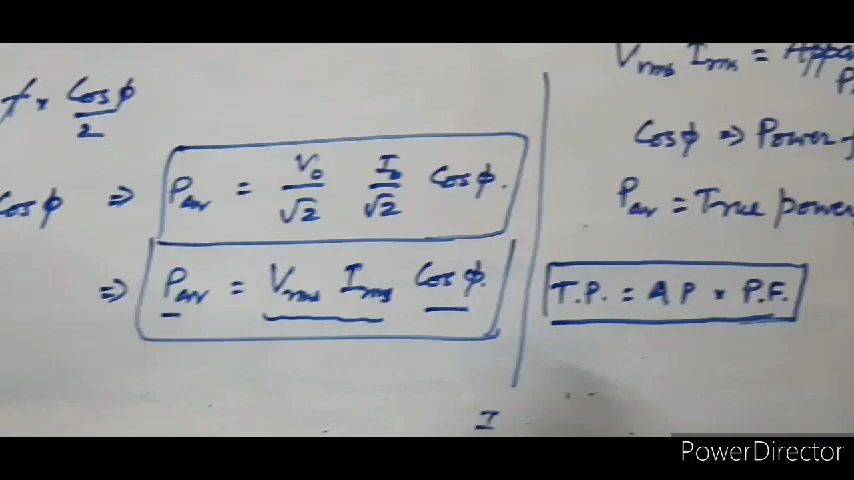 × Cosφ / 2
Cosφ ⇒ Pav = V₀/√2 I₀/√2 Cosφ.
⇒ Pav = Vrms Irms Cosφ.
Vrms Irms = Appa
P
Cosφ ⇒ Power
Pav = True power
T.P. = A P × P.F.
I
PowerDirector